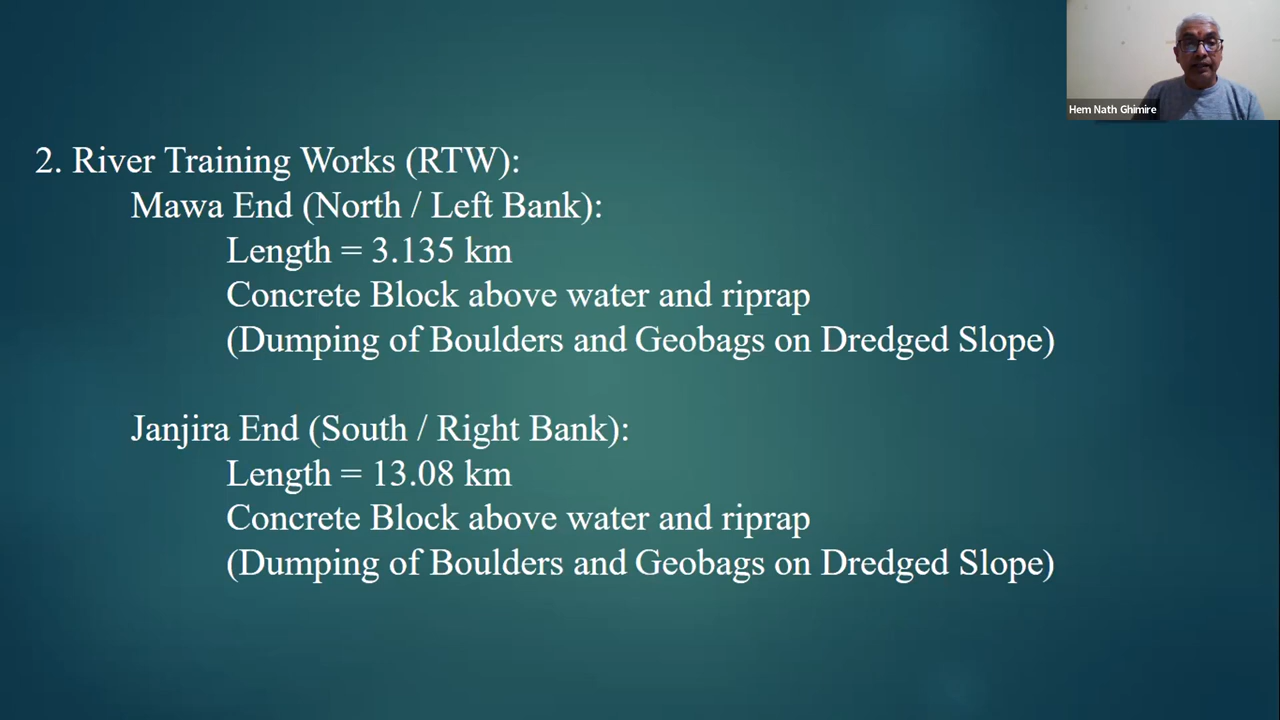 Hem Nath Ghimire
2. River Training Works (RTW):
Mawa End (North / Left Bank):
Length = 3.135 km
Concrete Block above water and riprap
(Dumping of Boulders and Geobags on Dredged Slope)
Janjira End (South / Right Bank):
Length = 13.08 km
Concrete Block above water and riprap
(Dumping of Boulders and Geobags on Dredged Slope)